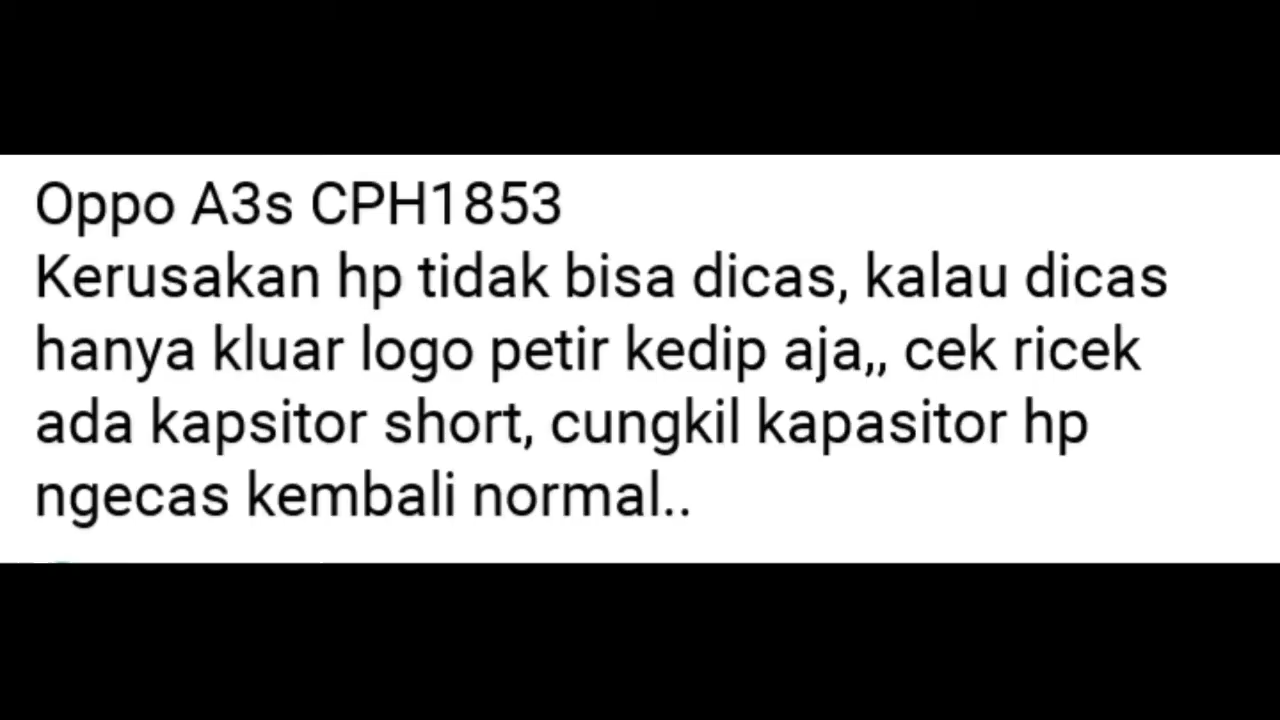 Oppo A3s CPH1853
Kerusakan hp tidak bisa dicas, kalau dicas
hanya kluar logo petir kedip aja,, cek ricek
ada kapsitor short, cungkil kapasitor hp
ngecas kembali normal..